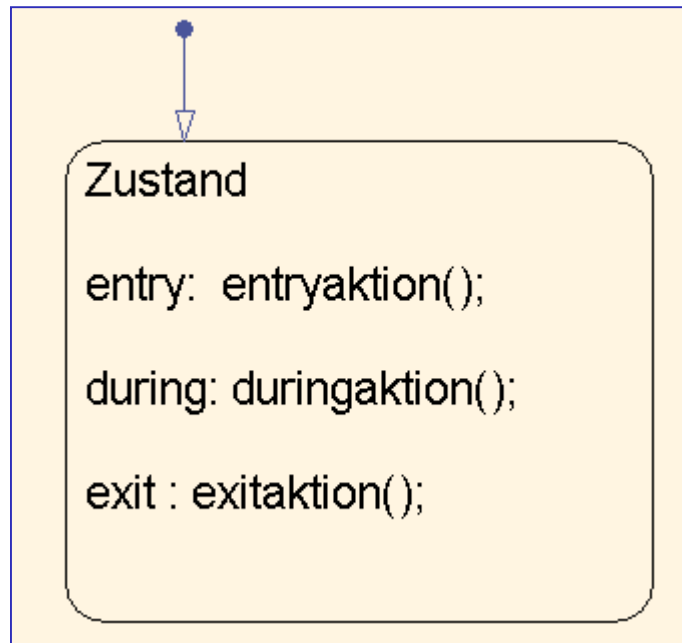 Zustand
entry:  entryaktion();
during: duringaktion();
exit : exitaktion();